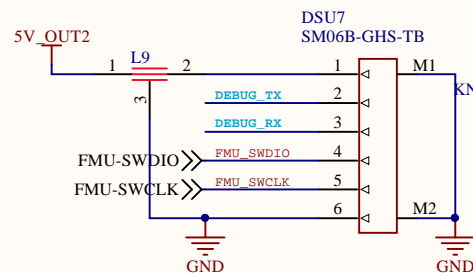 DSU7
5V_OUT2 SM06B-GHS-TB
L9
1 2 1 M1
KN
DEBUG_TX 2
3
DEBUG_RX 3
FMU-SWDIO FMU_SWDIO 4
FMU-SWCLK FMU_SWCLK 5
6 M2
GND GND